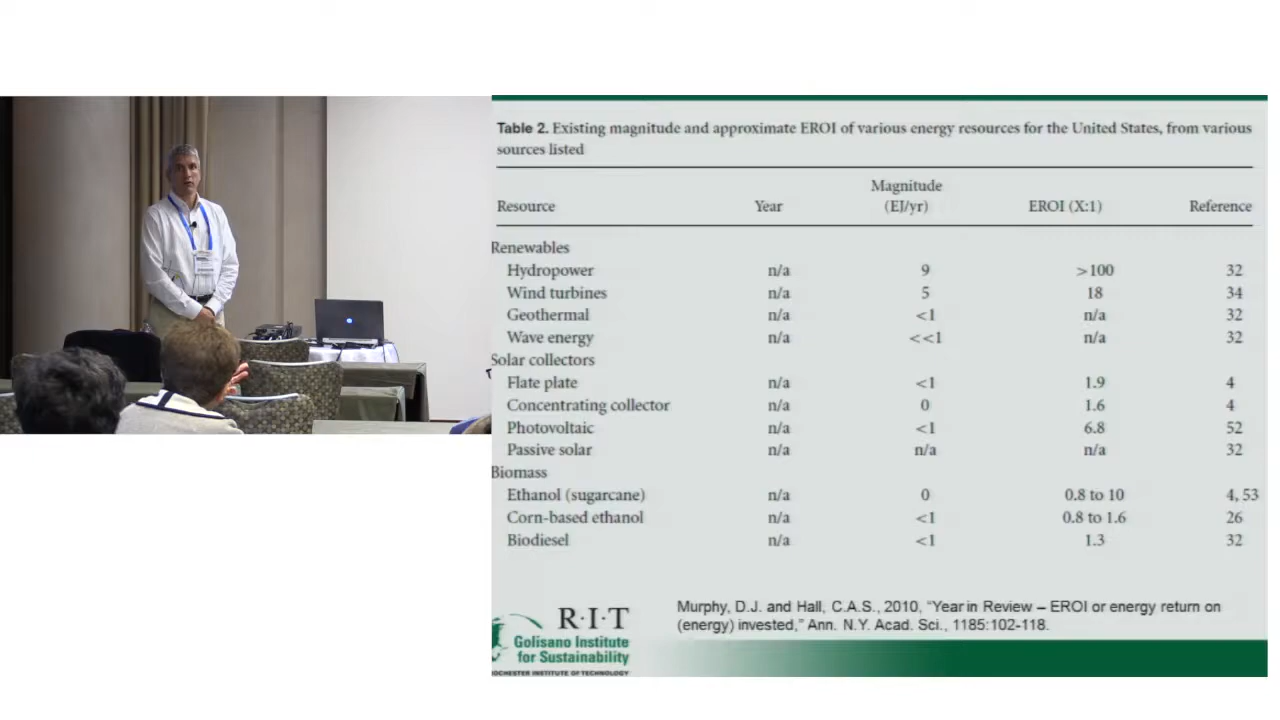 Table 2. Existing magnitude and approximate EROI of various energy resources for the United States, from various
sources listed
Magnitude
Resource Year (EJ/yr) EROI (X:1) Reference
Renewables
Hydropower n/a 9 >100 32
Wind turbines n/a 5 18 34
Geothermal n/a <1 n/a 32
Wave energy n/a <<1 n/a 32
Solar collectors
Flate plate n/a <1 1.9 4
Concentrating collector n/a 0 1.6 4
Photovoltaic n/a <1 6.8 52
Passive solar n/a n/a n/a 32
Biomass
Ethanol (sugarcane) n/a 0 0.8 to 10 4, 53
Corn-based ethanol n/a <1 0.8 to 1.6 26
Biodiesel n/a <1 1.3 32
Murphy, D.J. and Hall, C.A.S., 2010, “Year in Review – EROI or energy return on
(energy) invested,” Ann. N.Y. Acad. Sci., 1185:102-118.
R·I·T
Golisano Institute
for Sustainability
ROCHESTER INSTITUTE OF TECHNOLOGY